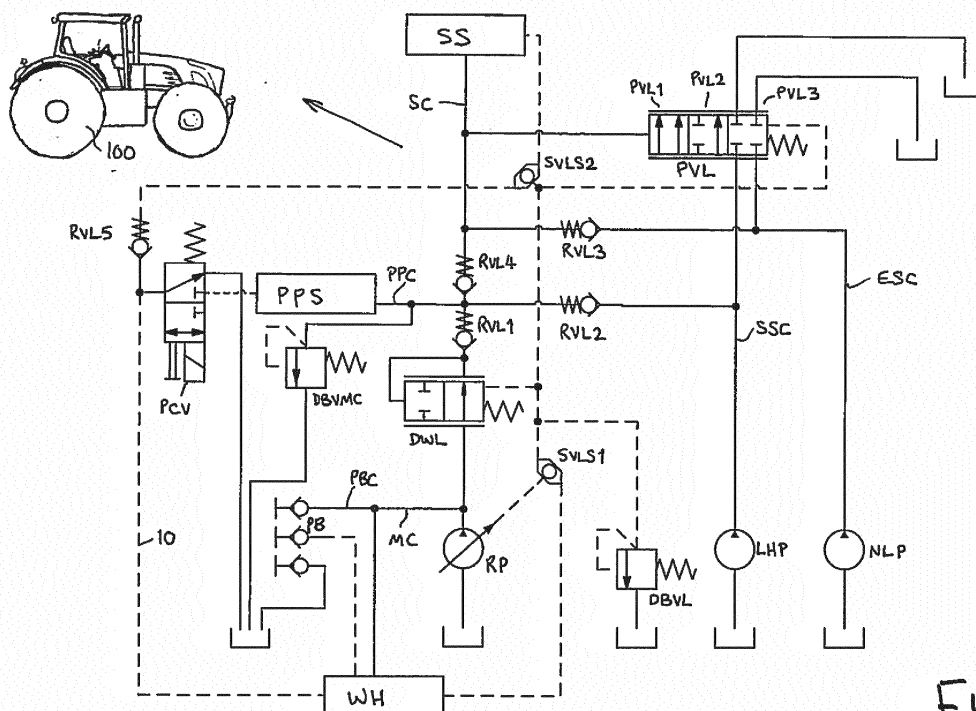 SS
SC
PVL1
PVL2
PVL3
PVL
SVLS2
100
RVL5
RVL3
RVL4
PPC
PPS
ESC
RVL2
SSC
RVL1
DBVMC
PCV
DWL
SVLS1
PBC
10
PB
MC
RP
LHP
NLP
DBVL
WH